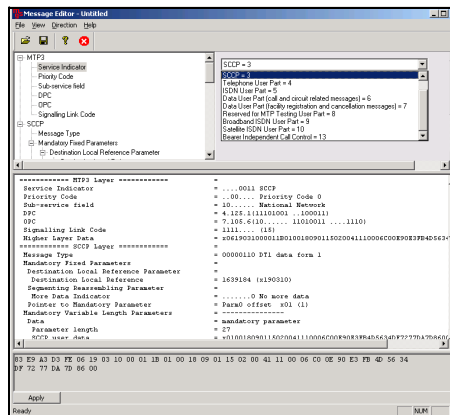 Message Editor - Untitled
File View Direction Help
MTP3
Service Indicator
Priority Code
Sub-service field
DPC
OPC
Signalling Link Code
SCCP
Message Type
Mandatory Fixed Parameters
Destination Local Reference Parameter
SCCP = 3
SCCP = 3
Telephone User Part = 4
ISDN User Part = 5
Data User Part (call and circuit related messages) = 6
Data User Part (facility registration and cancellation messages) = 7
Reserved for MTP Testing User Part = 8
Broadband ISDN User Part = 9
Satellite ISDN User Part = 10
Bearer Independent Call Control = 13
============ MTP3 Layer ============ =
Service Indicator = ....0011 SCCP
Priority Code = ..00.... Priority Code 0
Sub-service field = 10...... National Network
DPC = 4.125.1(11101001 ..100011)
OPC = 7.105.6(10...... 11010011 ....1110)
Signalling Link Code = 1111.... (15)
Higher Layer Data =
============ SCCP Layer ============ =
Message Type = 00000110 DT1 data form 1
Mandatory Fixed Parameters =
Destination Local Reference Parameter =
Destination Local Reference = 1639184 (x190310)
Segmenting Reassembling Parameter =
More Data Indicator = .......0 No more data
Pointer to Mandatory Parameter = Parm0 offset x01 (1)
Mandatory Variable Length Parameters = ---------------
Data = mandatory parameter
Parameter length = 27
SCCP user data =
83 E9 A3 D3 FE 06 19 03 10 00 01 1B 01 00 18 09 01 15 02 00 41 11 00 06 C0 0E 90 E3 FB 4D 56 34
DF 72 77 DA 7D 86 00
Apply
Ready NUM